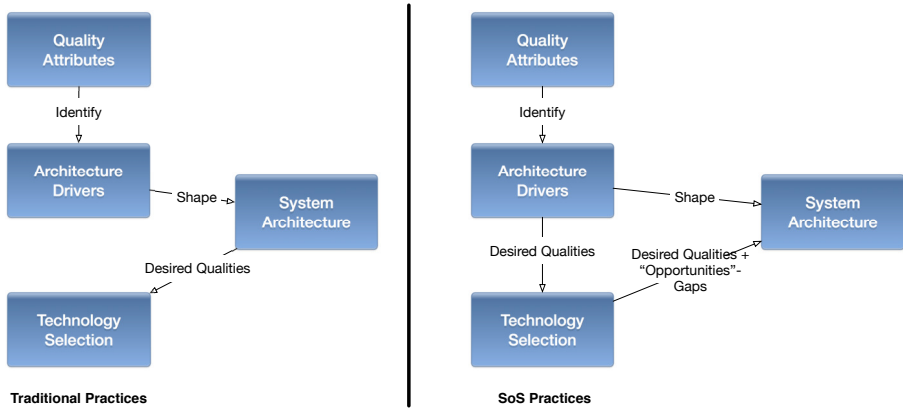 Quality
Attributes
Identify
Architecture
Drivers
Shape
System
Architecture
Desired Qualities
Technology
Selection
Traditional Practices
Quality
Attributes
Identify
Architecture
Drivers
Shape
System
Architecture
Desired Qualities
Desired Qualities +
“Opportunities”-
Gaps
Technology
Selection
SoS Practices